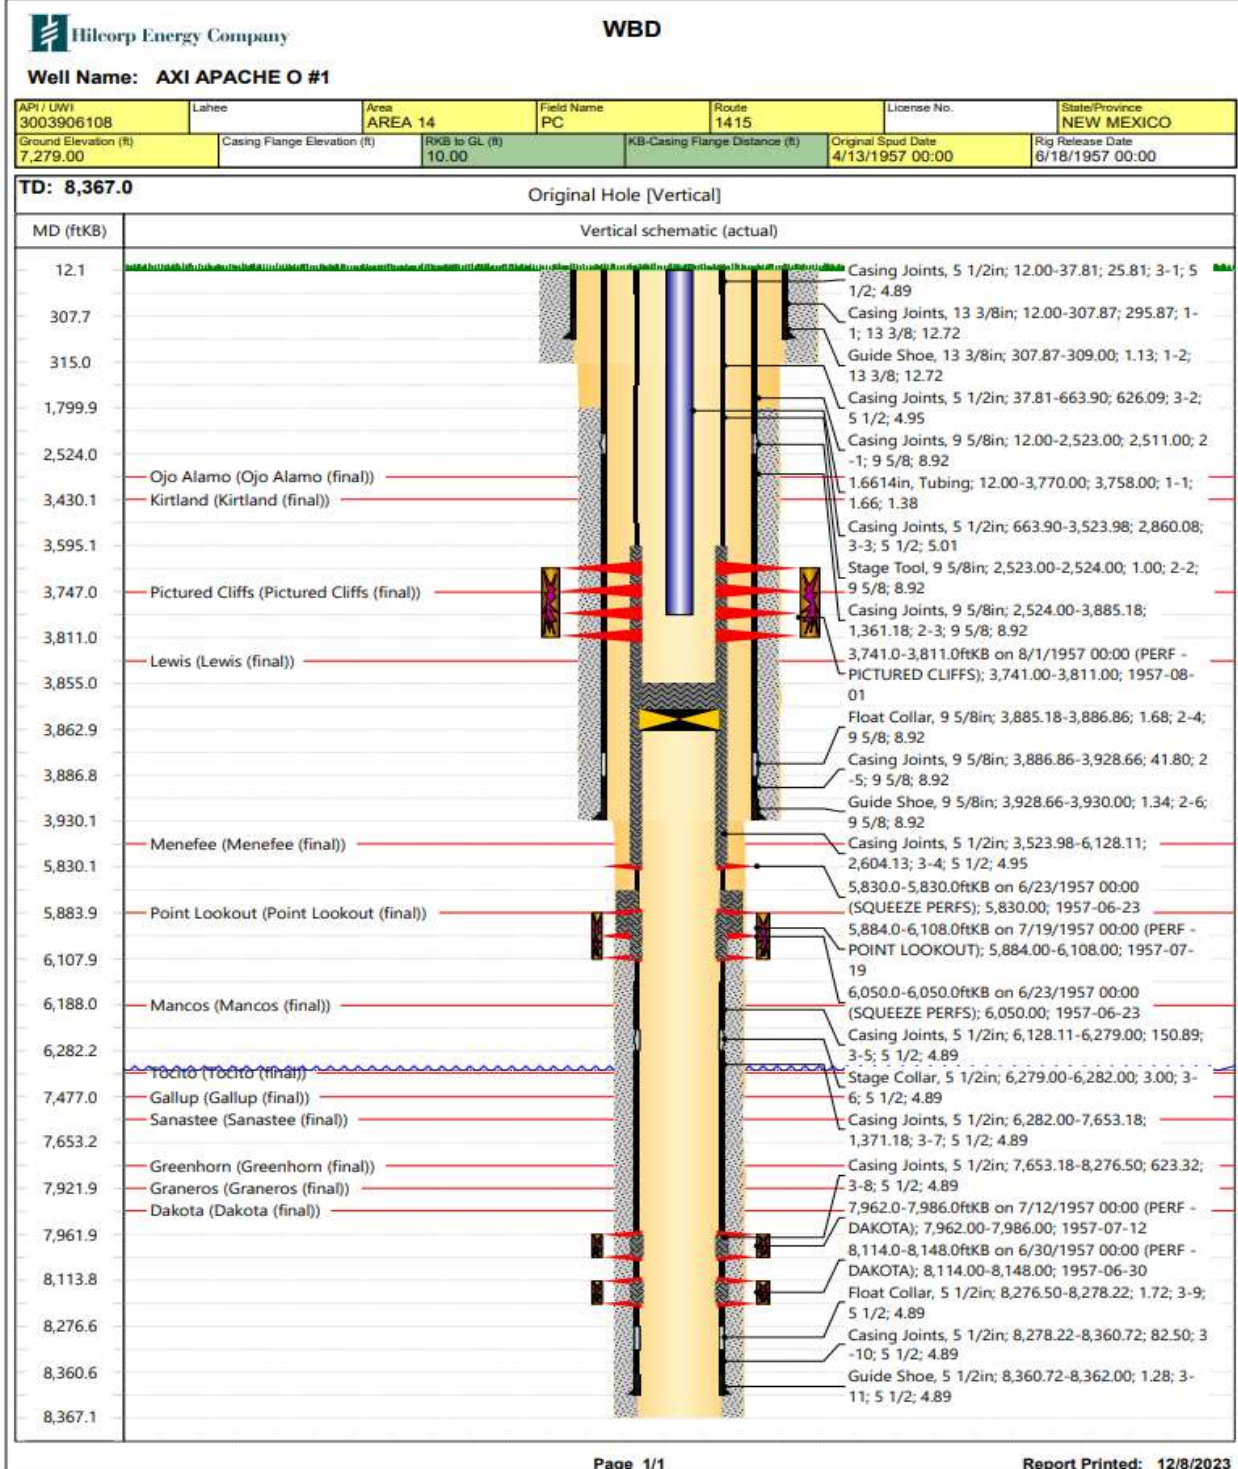 Hilcorp Energy Company
WBD
Well Name: AXI APACHE O #1
API / UWI
3003906108
Lahee
Area
AREA 14
Field Name
PC
Route
1415
License No.
State/Province
NEW MEXICO
Ground Elevation (ft)
7,279.00
Casing Flange Elevation (ft)
RKB to GL (ft)
10.00
KB-Casing Flange Distance (ft)
Original Spud Date
4/13/1957 00:00
Rig Release Date
6/18/1957 00:00
TD: 8,367.0
Original Hole [Vertical]
MD (ftKB)
Vertical schematic (actual)
12.1
307.7
315.0
1,799.9
2,524.0
3,430.1
3,595.1
3,747.0
3,811.0
3,855.0
3,862.9
3,886.8
3,930.1
5,830.1
5,883.9
6,107.9
6,188.0
6,282.2
7,477.0
7,653.2
7,921.9
7,961.9
8,113.8
8,276.6
8,360.6
8,367.1
Ojo Alamo (Ojo Alamo (final))
Kirtland (Kirtland (final))
Pictured Cliffs (Pictured Cliffs (final))
Lewis (Lewis (final))
Menefee (Menefee (final))
Point Lookout (Point Lookout (final))
Mancos (Mancos (final))
Tocito (Tocito (final))
Gallup (Gallup (final))
Sanastee (Sanastee (final))
Greenhorn (Greenhorn (final))
Graneros (Graneros (final))
Dakota (Dakota (final))
Casing Joints, 5 1/2in; 12.00-37.81; 25.81; 3-1; 5
1/2; 4.89
Casing Joints, 13 3/8in; 12.00-307.87; 295.87; 1-
1; 13 3/8; 12.72
Guide Shoe, 13 3/8in; 307.87-309.00; 1.13; 1-2;
13 3/8; 12.72
Casing Joints, 5 1/2in; 37.81-663.90; 626.09; 3-2;
5 1/2; 4.95
Casing Joints, 9 5/8in; 12.00-2,523.00; 2,511.00; 2
-1; 9 5/8; 8.92
1.6614in, Tubing; 12.00-3,770.00; 3,758.00; 1-1;
1.66; 1.38
Casing Joints, 5 1/2in; 663.90-3,523.98; 2,860.08;
3-3; 5 1/2; 5.01
Stage Tool, 9 5/8in; 2,523.00-2,524.00; 1.00; 2-2;
9 5/8; 8.92
Casing Joints, 9 5/8in; 2,524.00-3,885.18;
1,361.18; 2-3; 9 5/8; 8.92
3,741.0-3,811.0ftKB on 8/1/1957 00:00 (PERF -
PICTURED CLIFFS); 3,741.00-3,811.00; 1957-08-
01
Float Collar, 9 5/8in; 3,885.18-3,886.86; 1.68; 2-4;
9 5/8; 8.92
Casing Joints, 9 5/8in; 3,886.86-3,928.66; 41.80; 2
-5; 9 5/8; 8.92
Guide Shoe, 9 5/8in; 3,928.66-3,930.00; 1.34; 2-6;
9 5/8; 8.92
Casing Joints, 5 1/2in; 3,523.98-6,128.11;
2,604.13; 3-4; 5 1/2; 4.95
5,830.0-5,830.0ftKB on 6/23/1957 00:00
(SQUEEZE PERFS); 5,830.00; 1957-06-23
5,884.0-6,108.0ftKB on 7/19/1957 00:00 (PERF -
POINT LOOKOUT); 5,884.00-6,108.00; 1957-07-
19
6,050.0-6,050.0ftKB on 6/23/1957 00:00
(SQUEEZE PERFS); 6,050.00; 1957-06-23
Casing Joints, 5 1/2in; 6,128.11-6,279.00; 150.89;
3-5; 5 1/2; 4.89
Stage Collar, 5 1/2in; 6,279.00-6,282.00; 3.00; 3-
6; 5 1/2; 4.89
Casing Joints, 5 1/2in; 6,282.00-7,653.18;
1,371.18; 3-7; 5 1/2; 4.89
Casing Joints, 5 1/2in; 7,653.18-8,276.50; 623.32;
3-8; 5 1/2; 4.89
7,962.0-7,986.0ftKB on 7/12/1957 00:00 (PERF -
DAKOTA); 7,962.00-7,986.00; 1957-07-12
8,114.0-8,148.0ftKB on 6/30/1957 00:00 (PERF -
DAKOTA); 8,114.00-8,148.00; 1957-06-30
Float Collar, 5 1/2in; 8,276.50-8,278.22; 1.72; 3-9;
5 1/2; 4.89
Casing Joints, 5 1/2in; 8,278.22-8,360.72; 82.50; 3
-10; 5 1/2; 4.89
Guide Shoe, 5 1/2in; 8,360.72-8,362.00; 1.28; 3-
11; 5 1/2; 4.89
Page 1/1
Report Printed: 12/8/2023